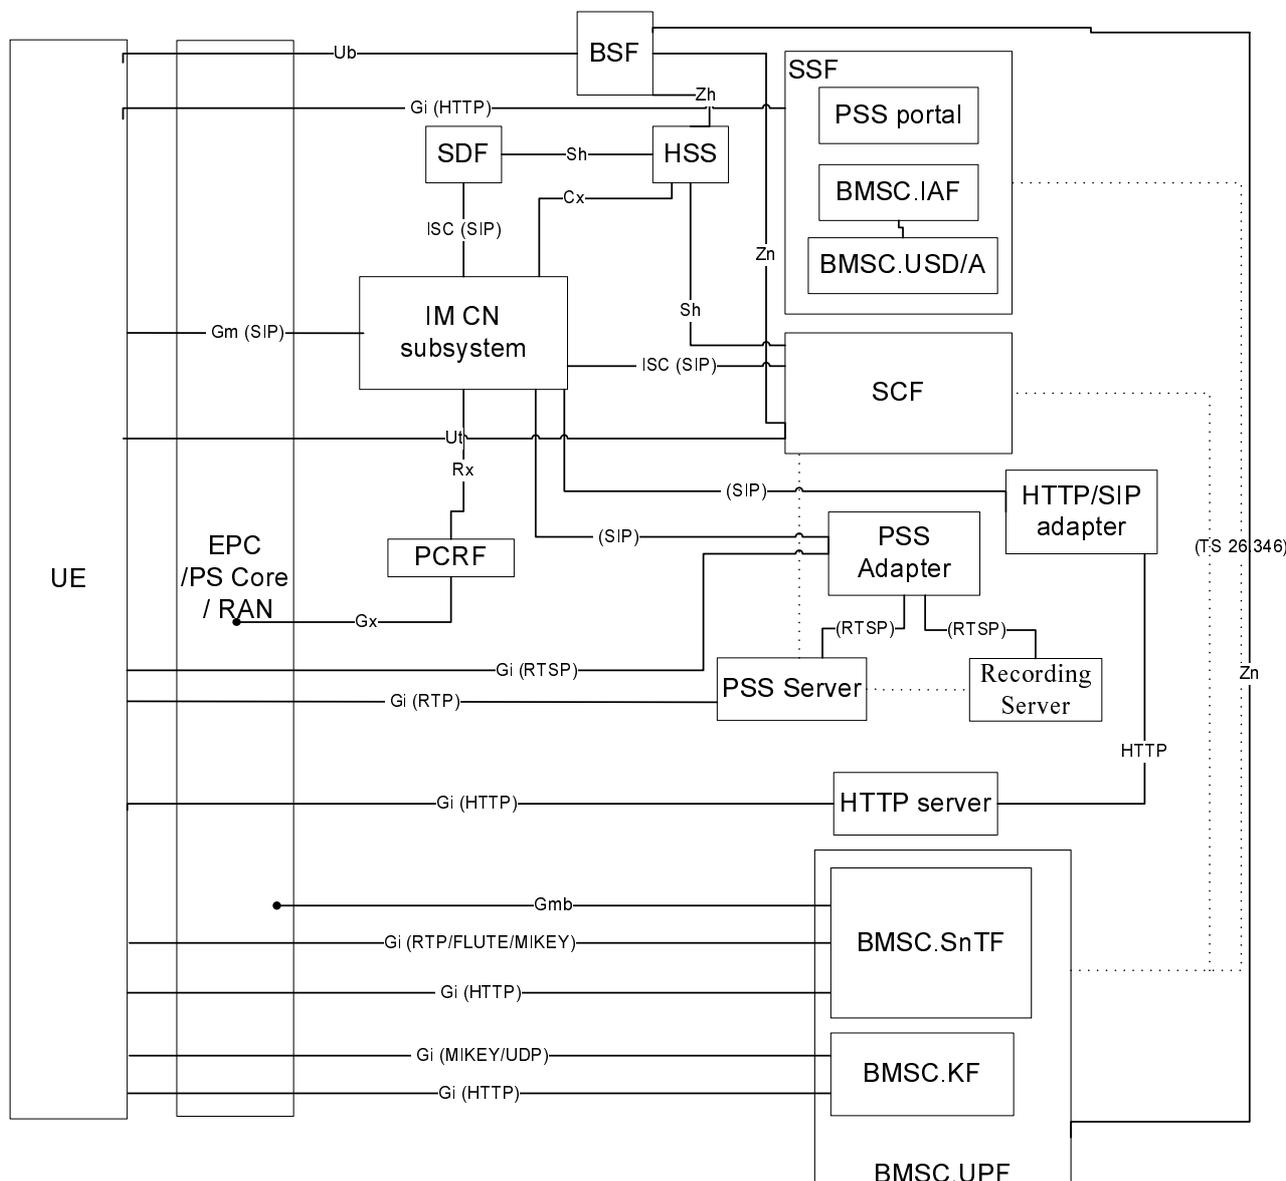 BSF
Ub
SSF
Zh
Gi (HTTP)
PSS portal
SDF
Sh
HSS
BMSC.IAF
Cx
ISC (SIP)
Zn
BMSC.USD/A
Sh
IM CN
subsystem
Gm (SIP)
ISC (SIP)
SCF
Ut
Rx
(SIP)
HTTP/SIP
adapter
(SIP)
PSS
Adapter
EPC
/PS Core
/ RAN
PCRF
(TS 26.346)
UE
Gx
(RTSP)
(RTSP)
Gi (RTSP)
Zn
PSS Server
Recording
Server
Gi (RTP)
HTTP
Gi (HTTP)
HTTP server
Gmb
Gi (RTP/FLUTE/MIKEY)
BMSC.SnTF
Gi (HTTP)
Gi (MIKEY/UDP)
BMSC.KF
Gi (HTTP)
BMSC.UPF